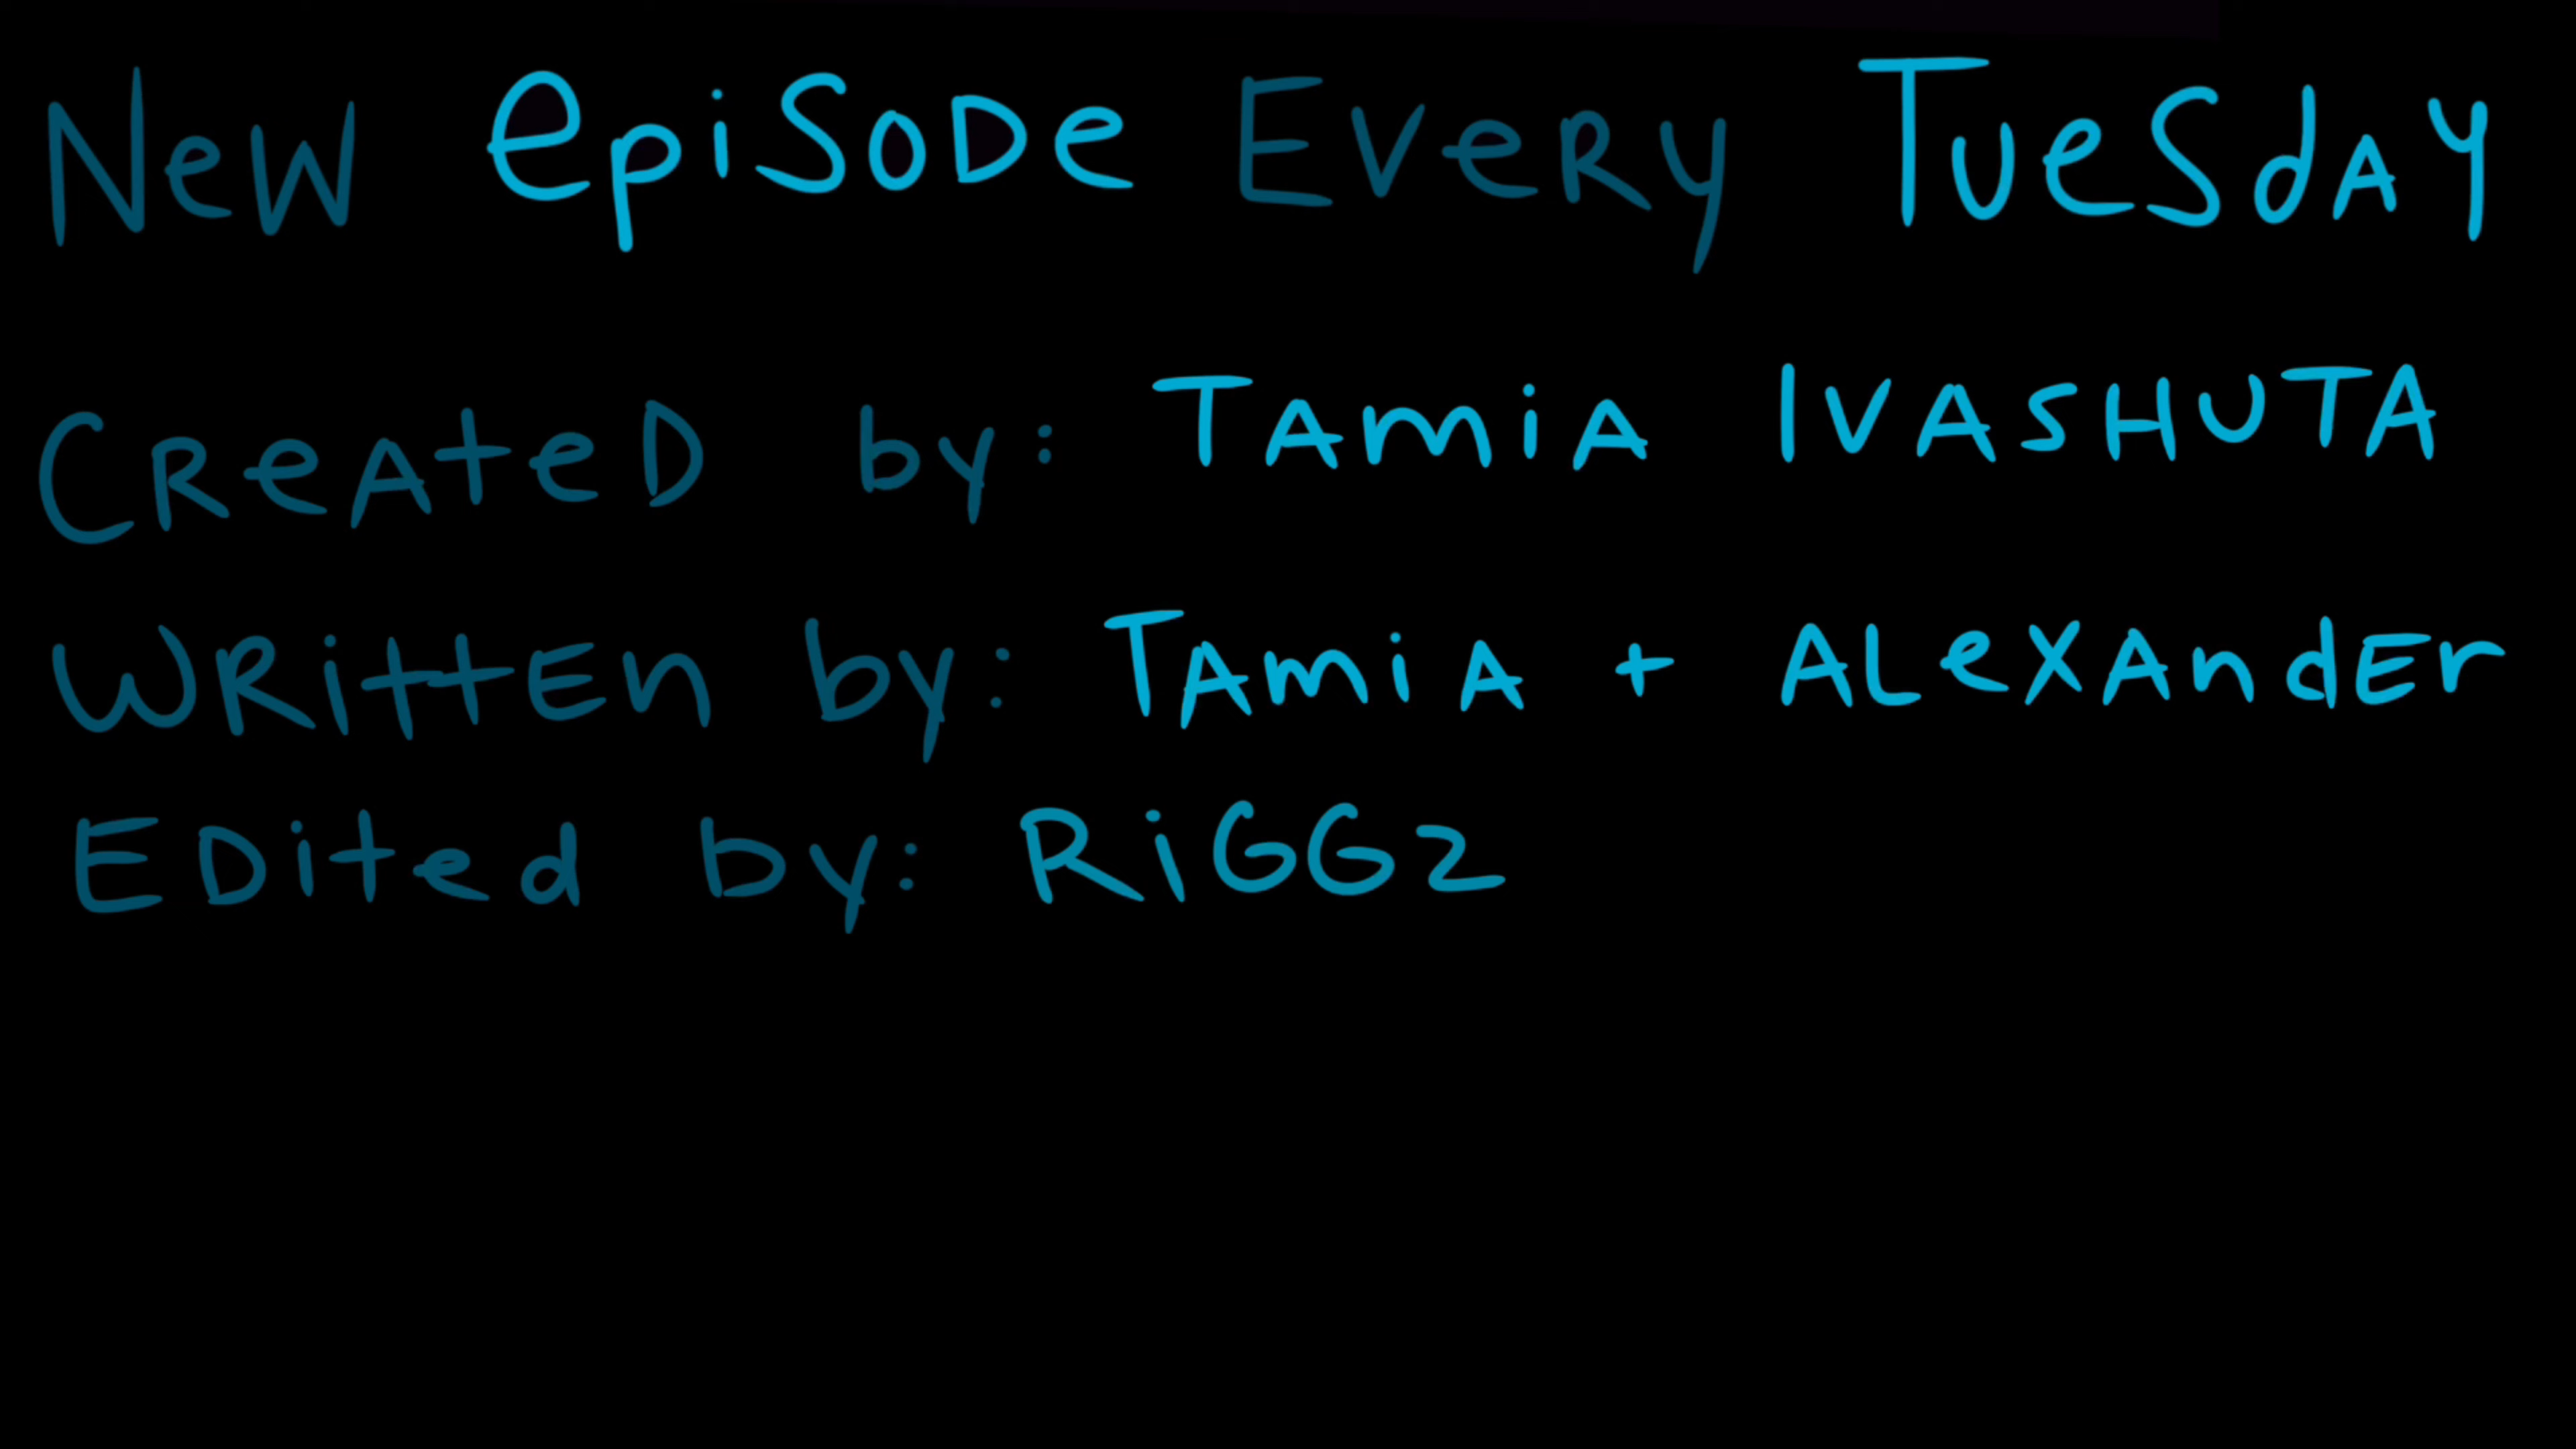 New episode Every Tuesday
Created by: Tamia Ivashuta
Written by: Tamia + Alexander
Edited by: Riggz